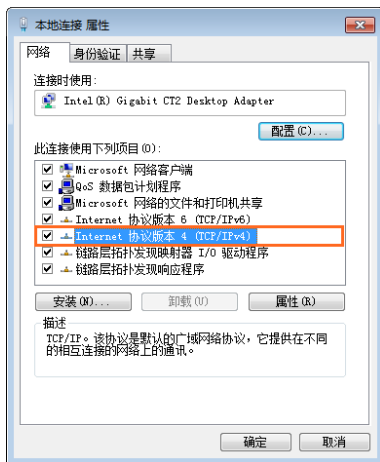 本地连接 属性
网络 身份验证 共享
连接时使用:
Intel(R) Gigabit CT2 Desktop Adapter
配置(C)...
此连接使用下列项目(O):
Microsoft 网络客户端
QoS 数据包计划程序
Microsoft 网络的文件和打印机共享
Internet 协议版本 6 (TCP/IPv6)
Internet 协议版本 4 (TCP/IPv4)
链路层拓扑发现映射器 I/O 驱动程序
链路层拓扑发现响应程序
安装(N)... 卸载(U) 属性(R)
描述
TCP/IP。该协议是默认的广域网络协议，它提供在不同
的相互连接的网络上的通讯。
确定 取消